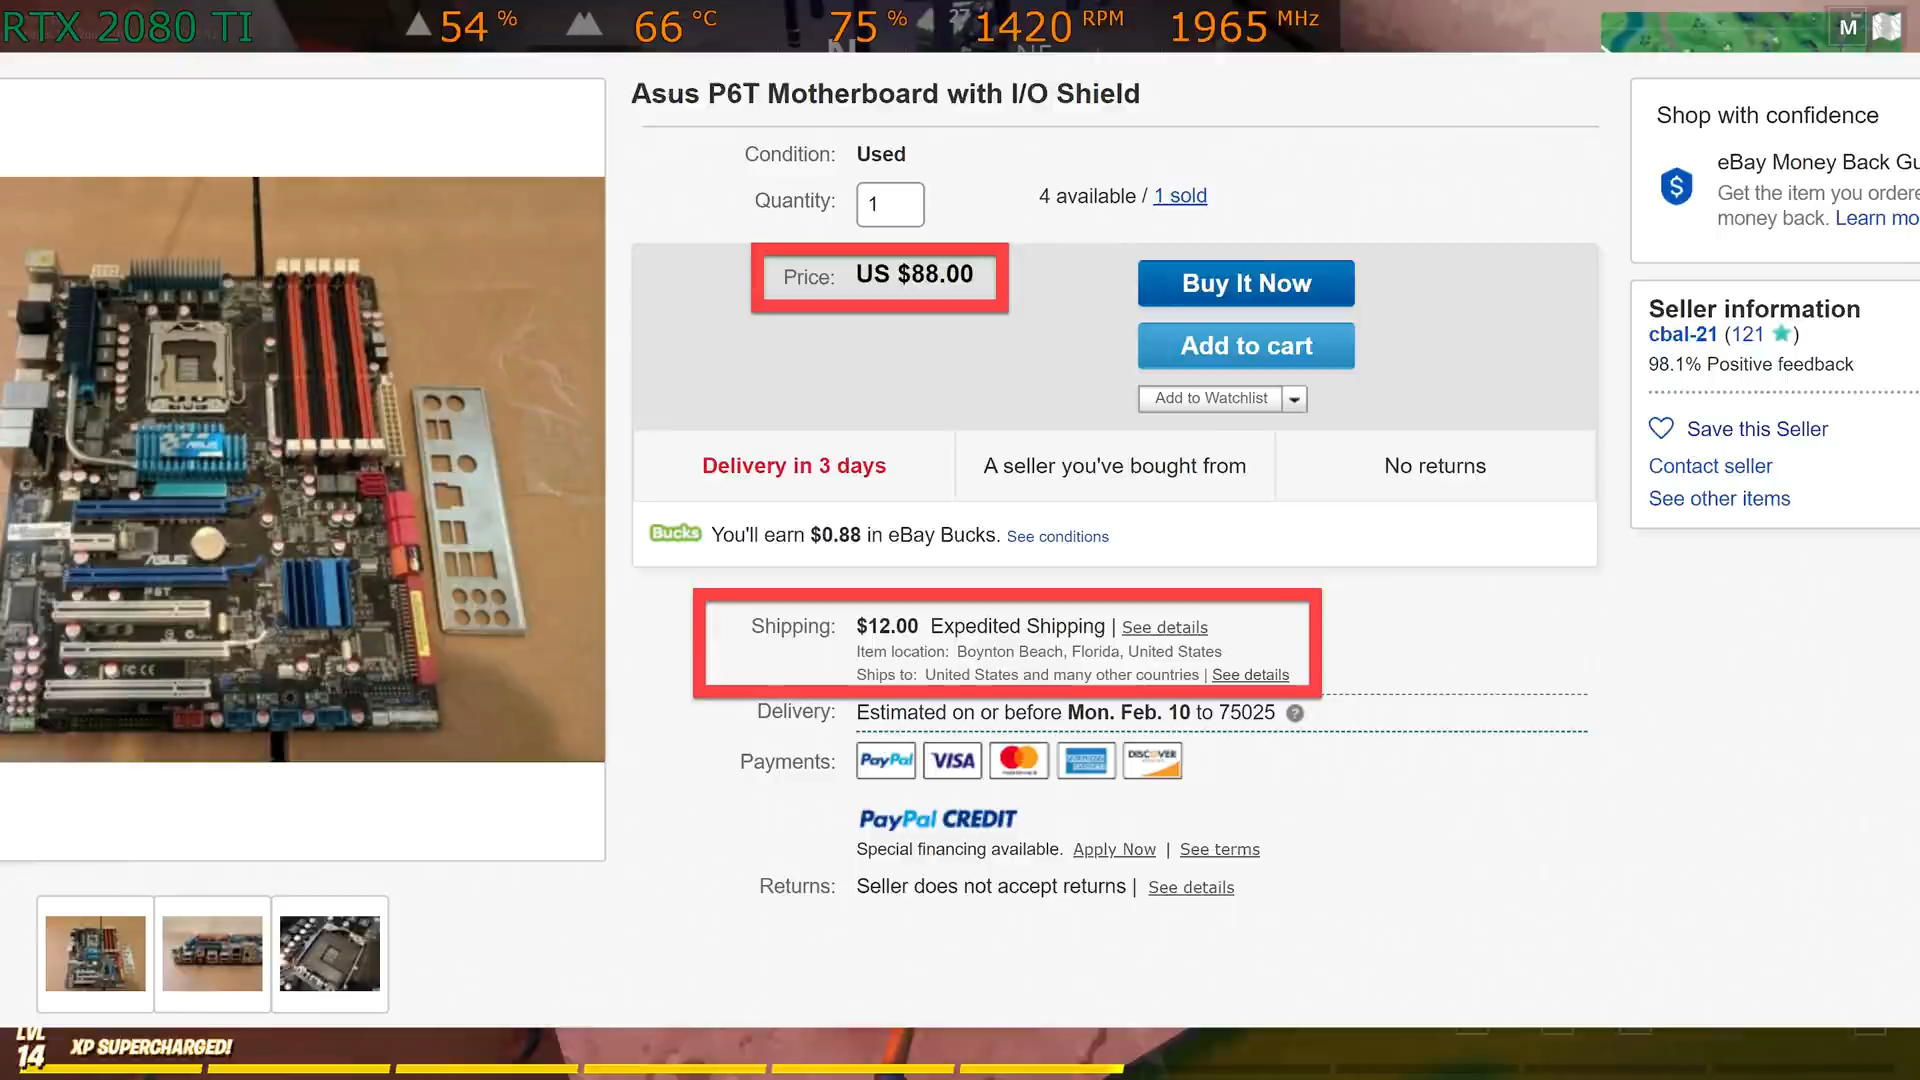 RTX 2080 TI 54 % 66 °C 75 % 1420 RPM 1965 MHz
M
Asus P6T Motherboard with I/O Shield
Condition: Used
Quantity: 1 4 available / 1 sold
Price: US $88.00
Buy It Now
Add to cart
Add to Watchlist
Delivery in 3 days
A seller you've bought from
No returns
Bucks You'll earn $0.88 in eBay Bucks. See conditions
Shipping: $12.00 Expedited Shipping | See details
Item location: Boynton Beach, Florida, United States
Ships to: United States and many other countries | See details
Delivery: Estimated on or before Mon. Feb. 10 to 75025 ?
Payments: PayPal VISA DISCOVER
PayPal CREDIT
Special financing available. Apply Now | See terms
Returns: Seller does not accept returns | See details
Shop with confidence
$
eBay Money Back Gu
Get the item you ordere
money back. Learn mo
Seller information
cbal-21 (121 )
98.1% Positive feedback
Save this Seller
Contact seller
See other items
ASUS
P6T
LVL
14
XP SUPERCHARGED!